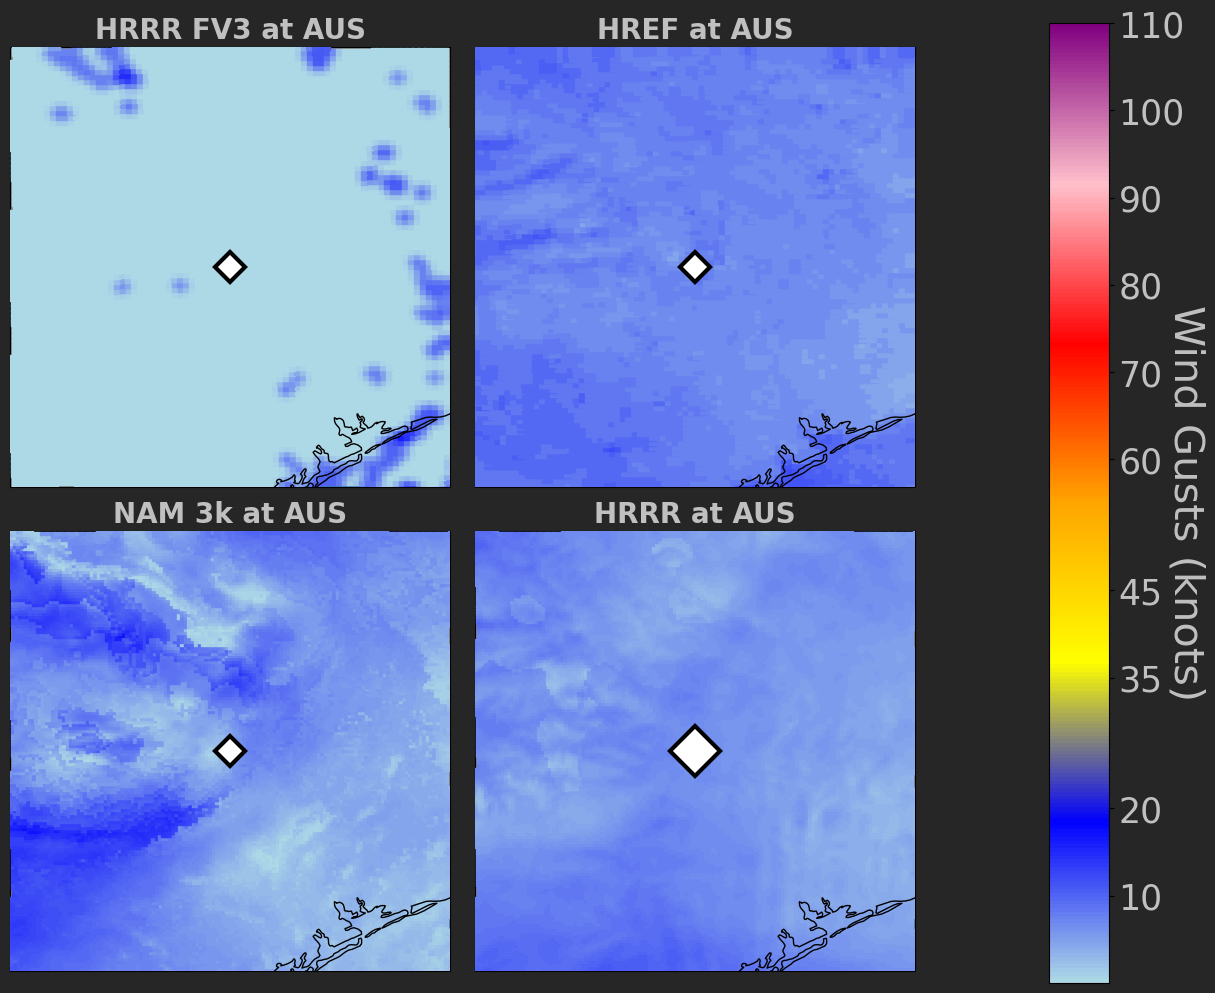 HRRR FV3 at AUS
HREF at AUS
NAM 3k at AUS
HRRR at AUS
110
100
90
80
70
60
45
35
20
10
Wind Gusts (knots)